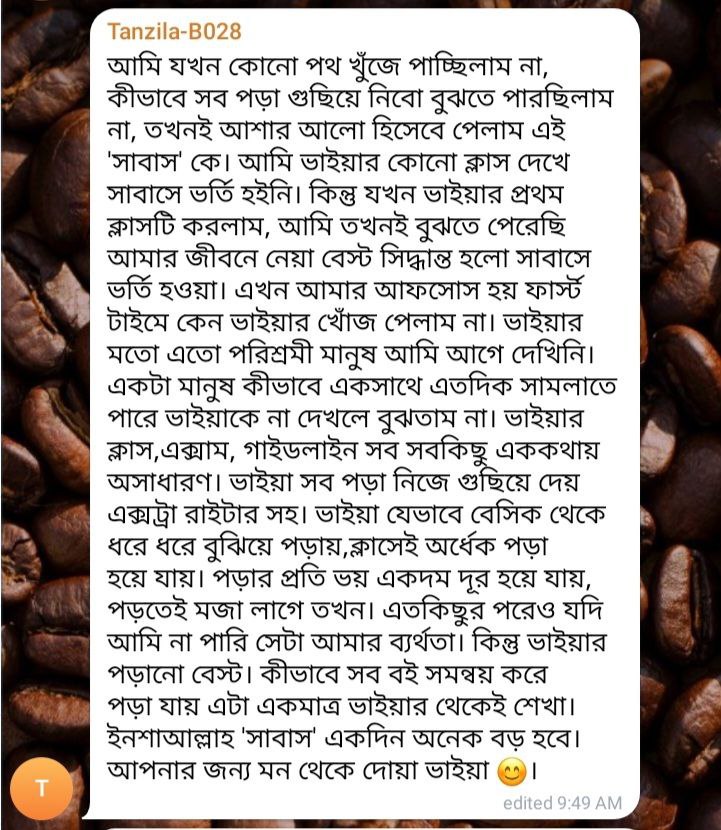 Tanzila-B028
আমি যখন কোনো পথ খুঁজে পাচ্ছিলাম না,
কীভাবে সব পড়া গুছিয়ে নিবো বুঝতে পারছিলাম
না, তখনই আশার আলো হিসেবে পেলাম এই
'সাবাস' কে। আমি ভাইয়ার কোনো ক্লাস দেখে
সাবাসে ভর্তি হইনি। কিন্তু যখন ভাইয়ার প্রথম
ক্লাসটি করলাম, আমি তখনই বুঝতে পেরেছি
আমার জীবনে নেয়া বেস্ট সিদ্ধান্ত হলো সাবাসে
ভর্তি হওয়া। এখন আমার আফসোস হয় ফার্স্ট
টাইমে কেন ভাইয়ার খোঁজ পেলাম না। ভাইয়ার
মতো এতো পরিশ্রমী মানুষ আমি আগে দেখিনি।
একটা মানুষ কীভাবে একসাথে এতদিক সামলাতে
পারে ভাইয়াকে না দেখলে বুঝতাম না। ভাইয়ার
ক্লাস,এক্সাম, গাইডলাইন সব সবকিছু এককথায়
অসাধারণ। ভাইয়া সব পড়া নিজে গুছিয়ে দেয়
এক্সট্রা রাইটার সহ। ভাইয়া যেভাবে বেসিক থেকে
ধরে ধরে বুঝিয়ে পড়ায়,ক্লাসেই অর্ধেক পড়া
হয়ে যায়। পড়ার প্রতি ভয় একদম দূর হয়ে যায়,
পড়তেই মজা লাগে তখন। এতকিছুর পরেও যদি
আমি না পারি সেটা আমার ব্যর্থতা। কিন্তু ভাইয়ার
পড়ানো বেস্ট। কীভাবে সব বই সমন্বয় করে
পড়া যায় এটা একমাত্র ভাইয়ার থেকেই শেখা।
ইনশাআল্লাহ 'সাবাস' একদিন অনেক বড় হবে।
আপনার জন্য মন থেকে দোয়া ভাইয়া 😊।
edited 9:49 AM
T